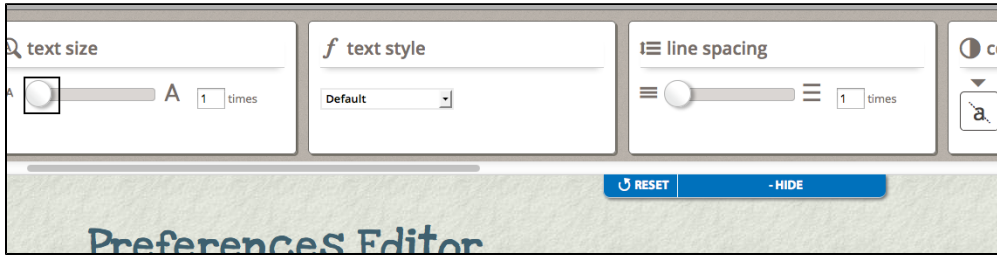 text size
A A 1 times
f text style
Default
line spacing
1 times
a
RESET
- HIDE
Preferences Editor